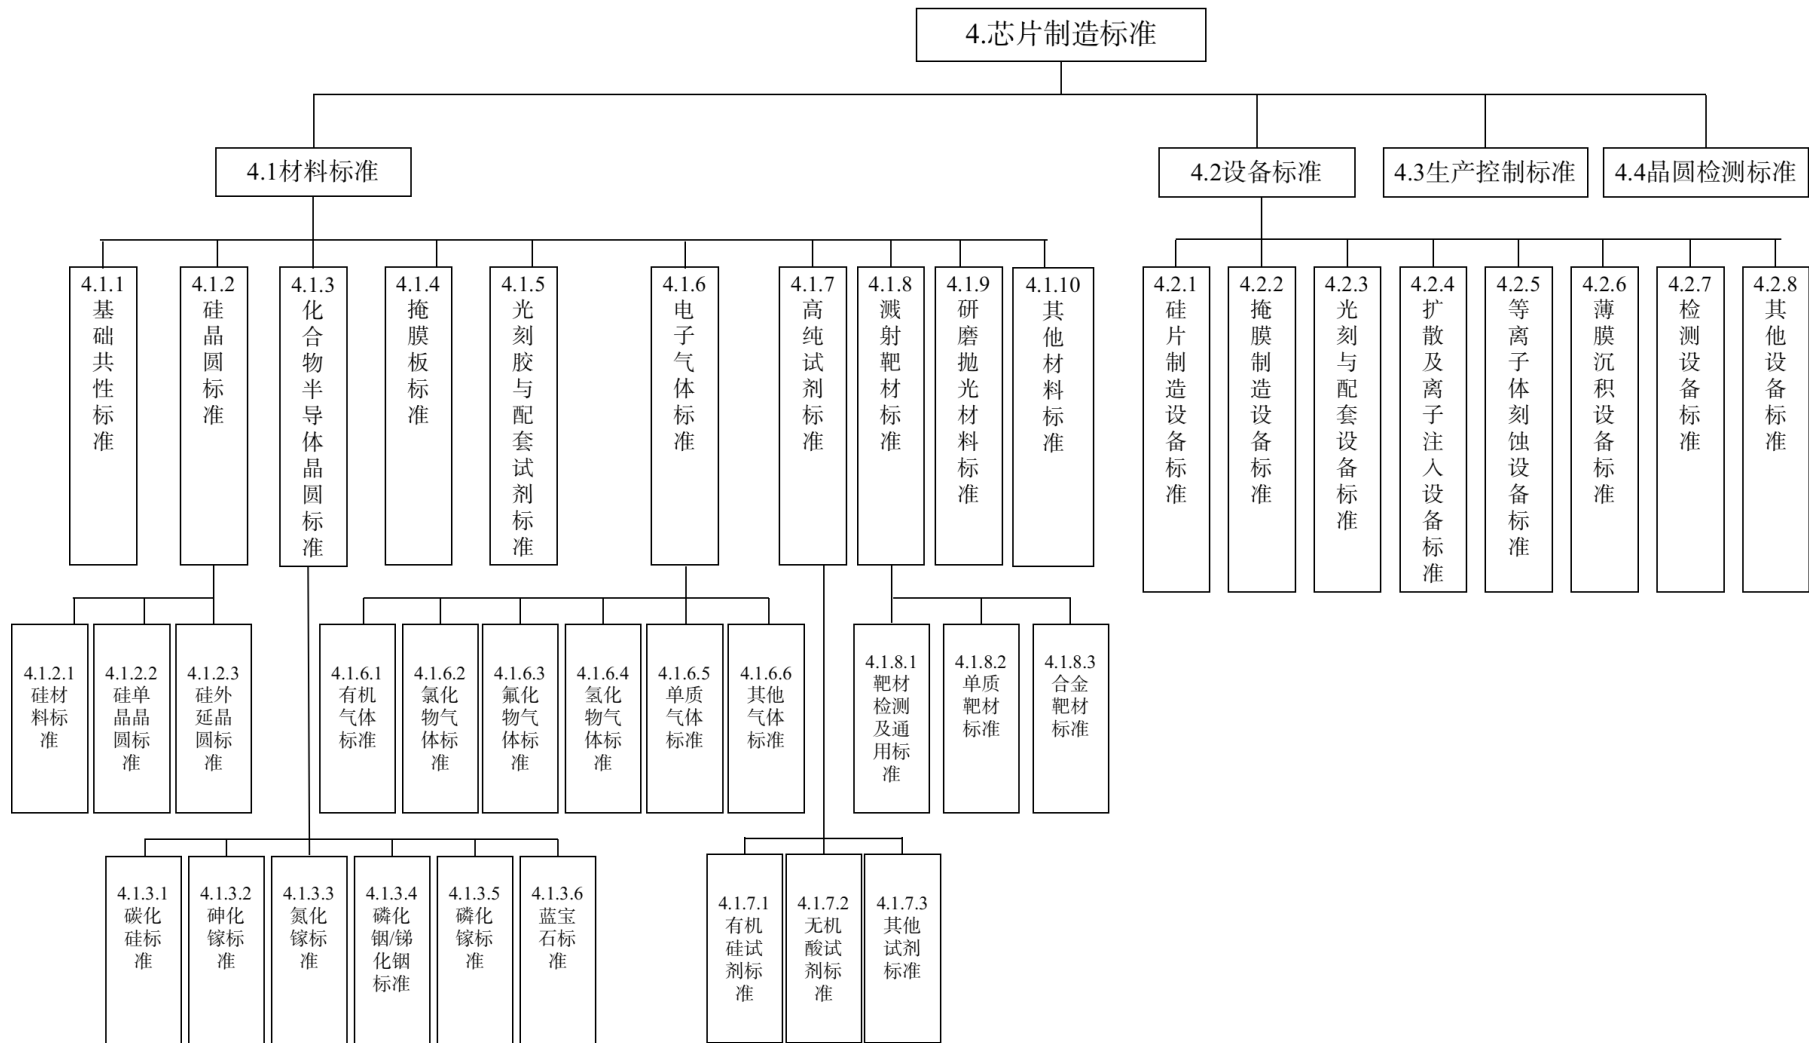 4.芯片制造标准
4.1材料标准
4.2设备标准
4.3生产控制标准
4.4晶圆检测标准
4.1.1
基础共性标准
4.1.2
硅晶圆标准
4.1.3
化合物半导体晶圆标准
4.1.4
掩膜板标准
4.1.5
光刻胶与配套试剂标准
4.1.6
电子气体标准
4.1.7
高纯试剂标准
4.1.8
溅射靶材标准
4.1.9
研磨抛光材料标准
4.1.10
其他材料标准
4.2.1
硅片制造设备标准
4.2.2
掩膜制造设备标准
4.2.3
光刻与配套设备标准
4.2.4
扩散及离子注入设备标准
4.2.5
等离子体刻蚀设备标准
4.2.6
薄膜沉积设备标准
4.2.7
检测设备标准
4.2.8
其他设备标准
4.1.2.1
硅材
料标
准
4.1.2.2
硅单
晶晶
圆标
准
4.1.2.3
硅外
延晶
圆标
准
4.1.6.1
有机
气体
标准
4.1.6.2
氯化
物气
体标
准
4.1.6.3
氟化
物气
体标
准
4.1.6.4
氢化
物气
体标
准
4.1.6.5
单质
气体
标准
4.1.6.6
其他
气体
标准
4.1.8.1
靶材
检测
及通
用标
准
4.1.8.2
单质
靶材
标准
4.1.8.3
合金
靶材
标准
4.1.3.1
碳化
硅标
准
4.1.3.2
砷化
镓标
准
4.1.3.3
氮化
镓标
准
4.1.3.4
磷化
铟/锑
化铟
标准
4.1.3.5
磷化
镓标
准
4.1.3.6
蓝宝
石标
准
4.1.7.1
有机
硅试
剂标
准
4.1.7.2
无机
酸试
剂标
准
4.1.7.3
其他
试剂
标准